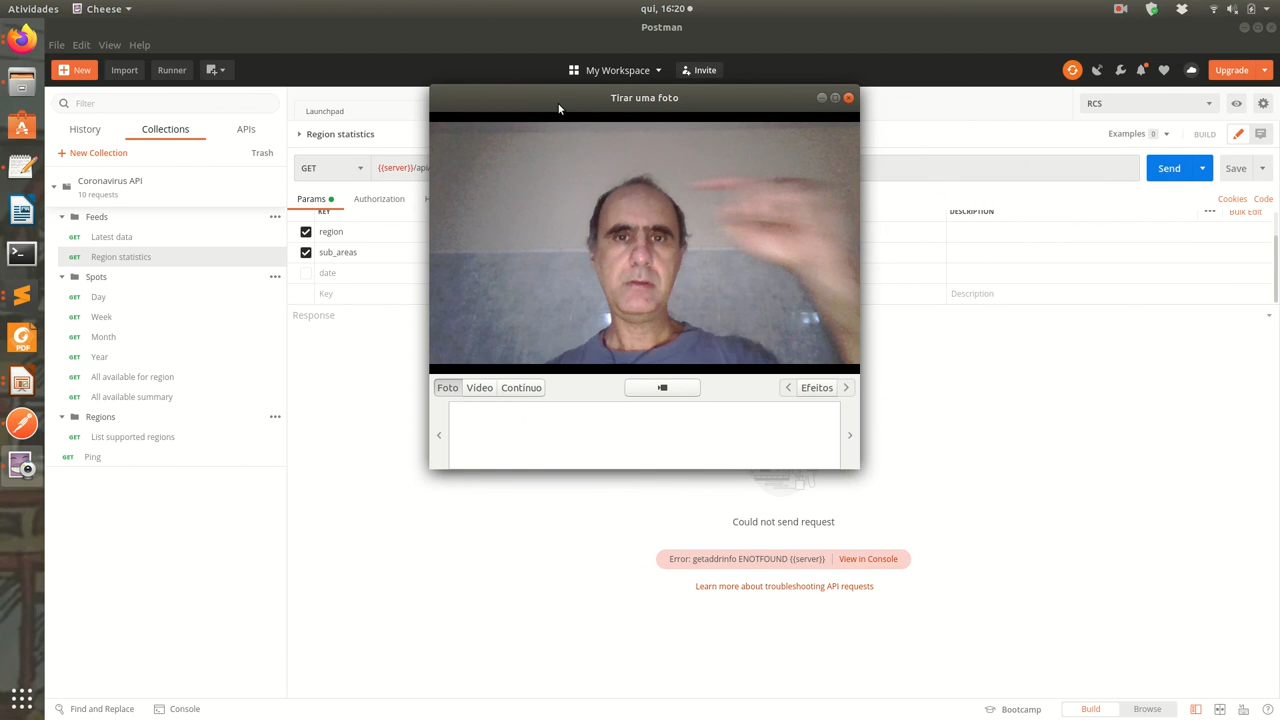 Atividades Cheese qui, 16:20
Postman
File Edit View Help
New Import Runner My Workspace Invite Upgrade
Filter
History Collections APIs
New Collection Trash
Coronavirus API
10 requests
Feeds
GET Latest data
GET Region statistics
Spots
GET Day
GET Week
GET Month
GET Year
GET All available for region
GET All available summary
Regions
GET List supported regions
GET Ping
Launchpad
RCS
Region statistics
Examples 0 BUILD
GET {{server}}/api/
Send Save
Params Authorization H
Cookies Code
KEY DESCRIPTION Bulk Edit
region
sub_areas
date
Key Description
Response
Tirar uma foto
Foto Vídeo Contínuo Efeitos
Could not send request
Error: getaddrinfo ENOTFOUND {{server}} View in Console
Learn more about troubleshooting API requests
Find and Replace Console Bootcamp Build Browse